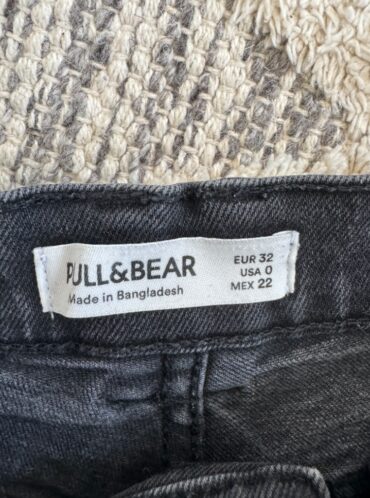 PULL&BEAR
Made in Bangladesh
EUR 32
USA 0
MEX 22